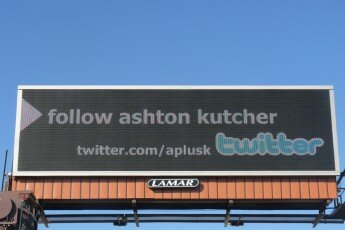 follow ashton kutcher
twitter.com/aplusk twitter
LAMAR